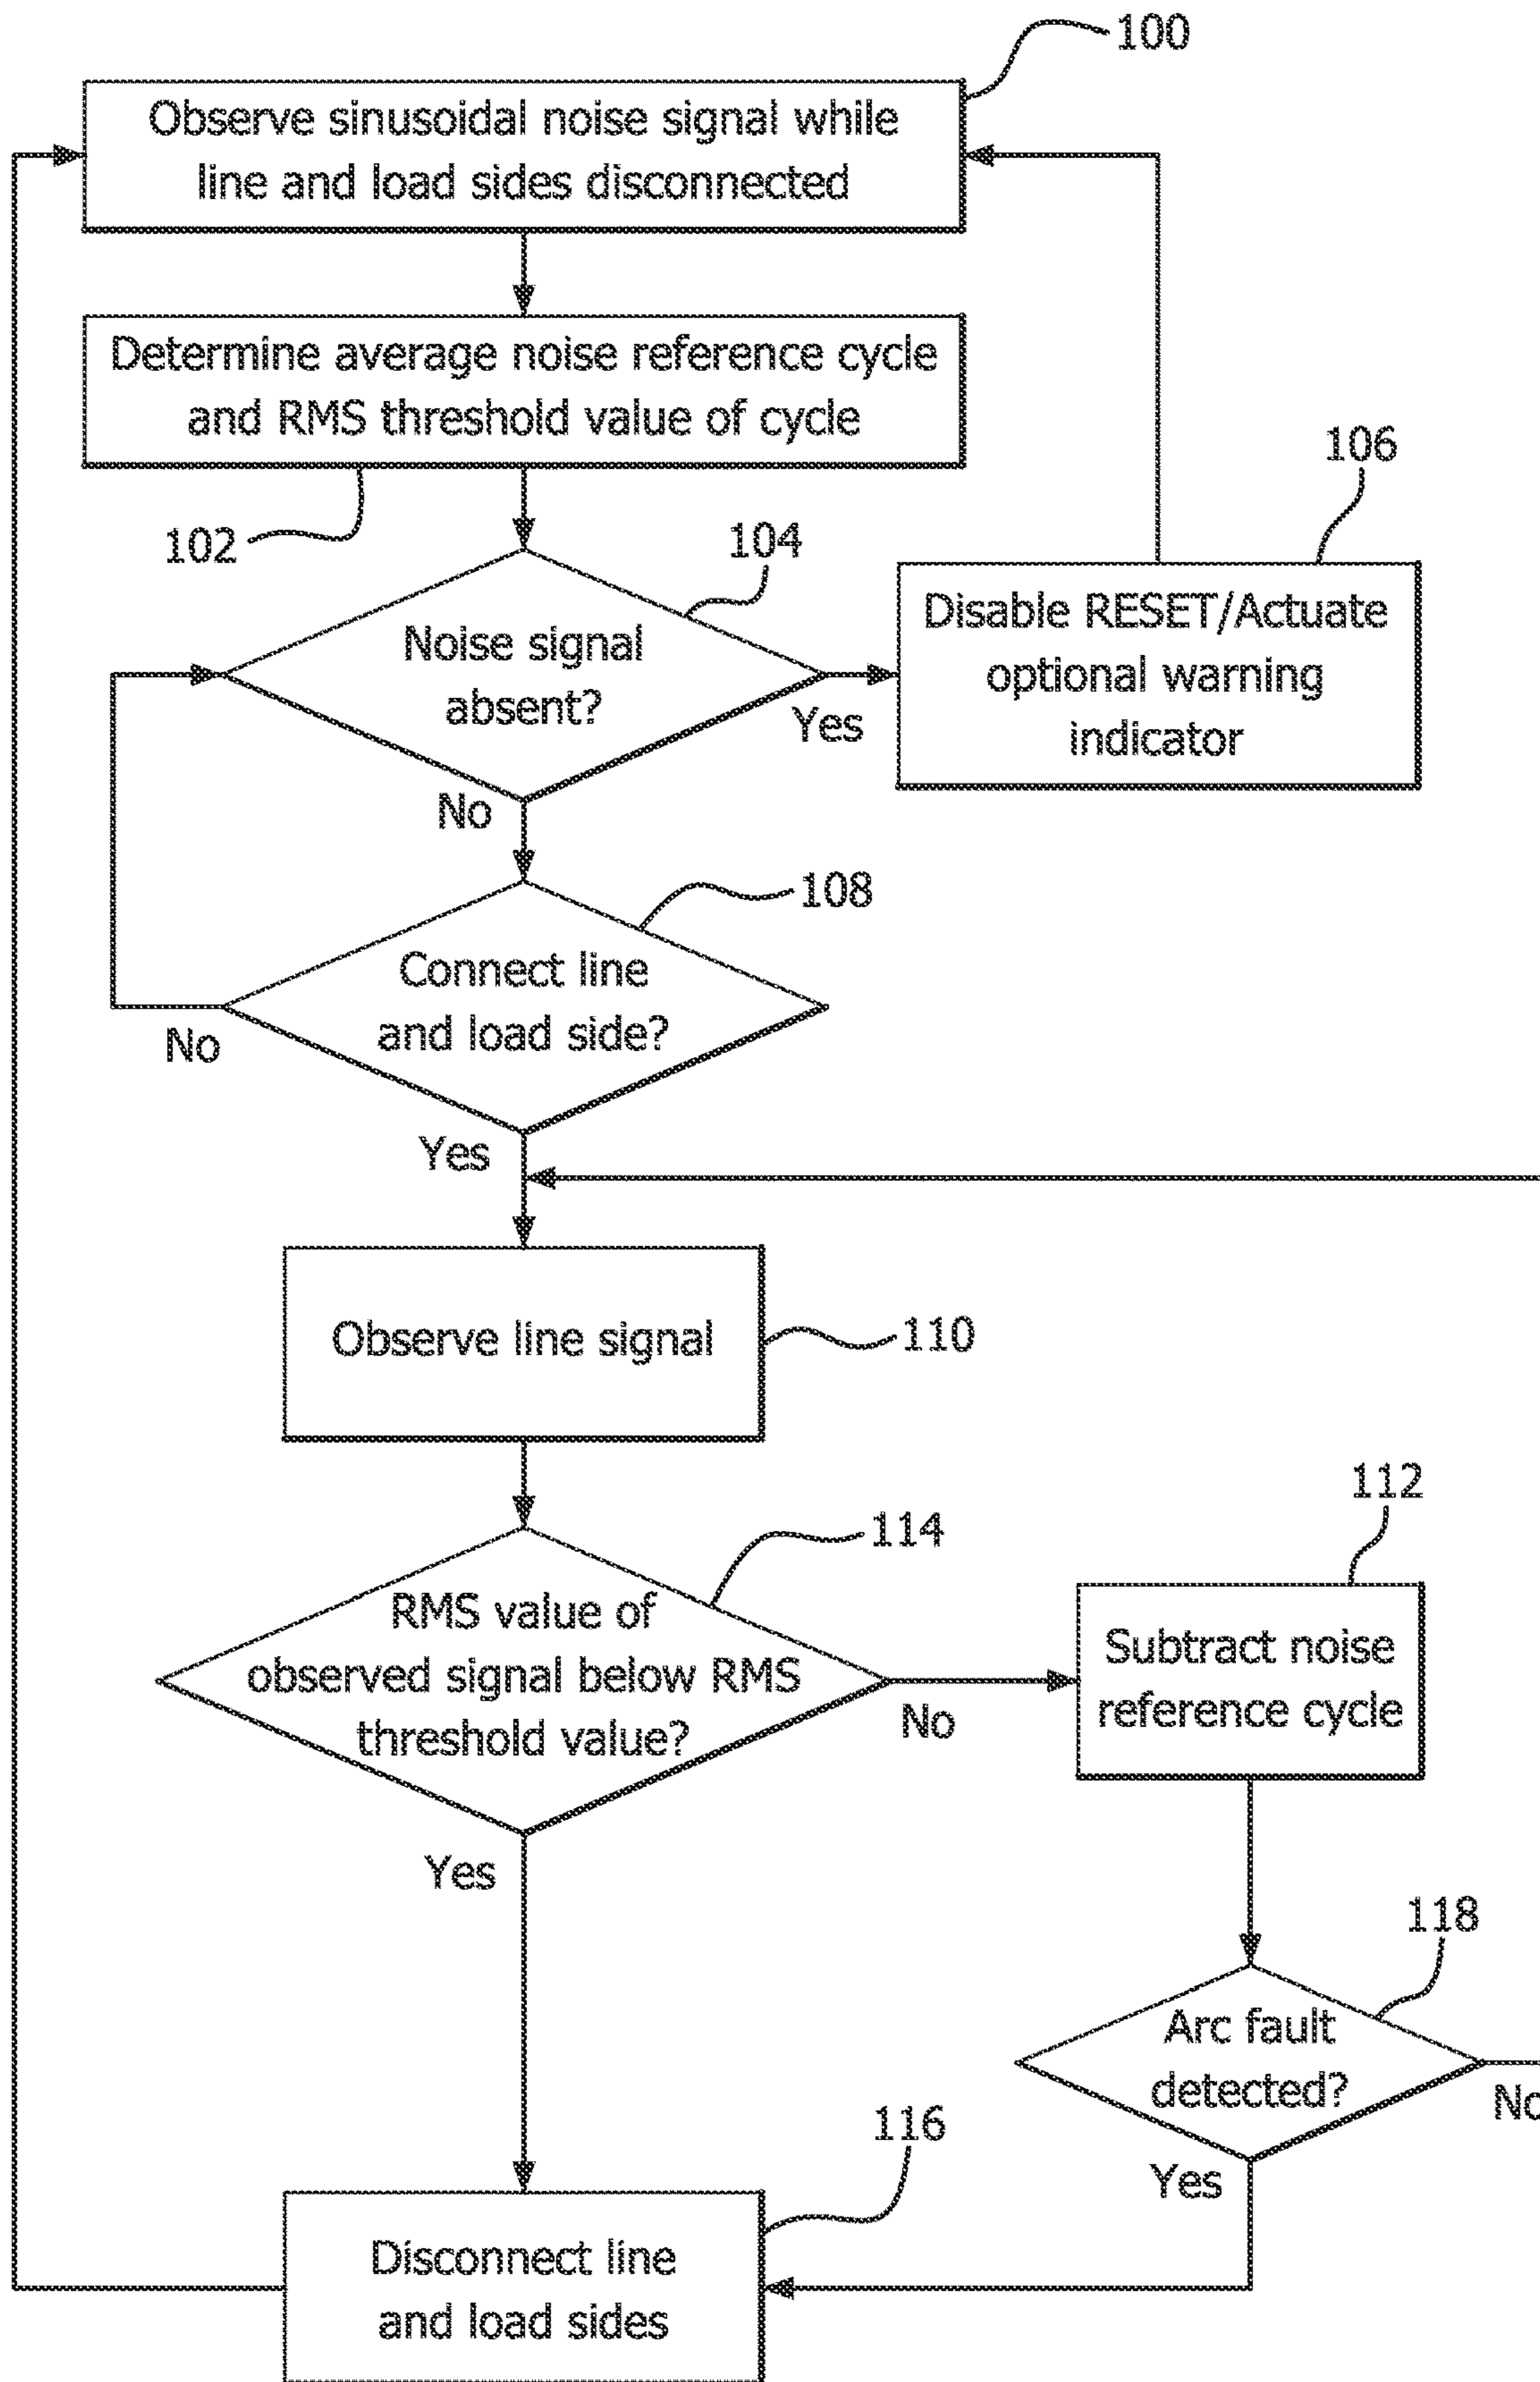 100
Observe sinusoidal noise signal while
line and load sides disconnected
Determine average noise reference cycle
and RMS threshold value of cycle
102
104
106
Noise signal
absent?
Yes
No
Disable RESET/Actuate
optional warning
indicator
108
Connect line
and load side?
No
Yes
Observe line signal
110
114
RMS value of
observed signal below RMS
threshold value?
No
Yes
112
Subtract noise
reference cycle
118
Arc fault
detected?
No
Yes
116
Disconnect line
and load sides